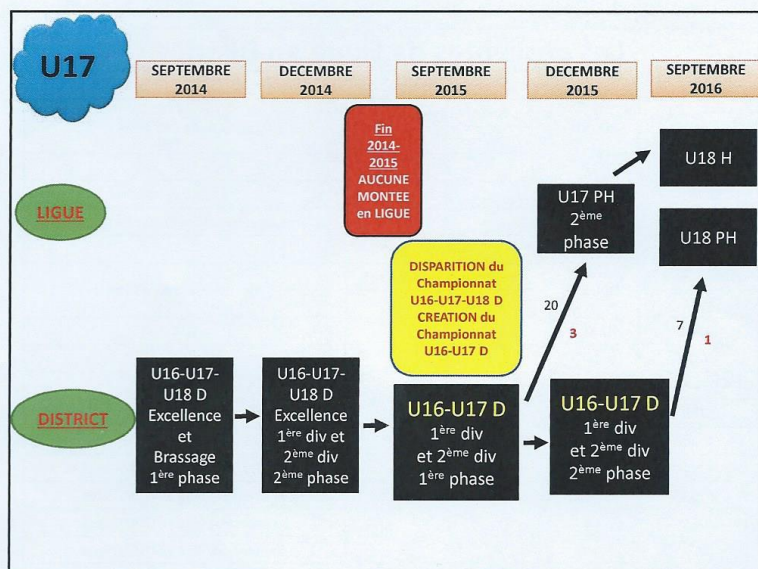 U17
SEPTEMBRE
2014
DECEMBRE
2014
SEPTEMBRE
2015
DECEMBRE
2015
SEPTEMBRE
2016
Fin
2014-
2015
AUCUNE
MONTEE
en LIGUE
U18 H
LIGUE
U17 PH
2ème
phase
U18 PH
DISPARITION du
Championnat
U16-U17-U18 D
CREATION du
Championnat
U16-U17 D
20
3
7
1
DISTRICT
U16-U17-
U18 D
Excellence
et
Brassage
1ère phase
U16-U17-
U18 D
Excellence
1ère div et
2ème div
2ème phase
U16-U17 D
1ère div
et 2ème div
1ère phase
U16-U17 D
1ère div
et 2ème div
2ème phase